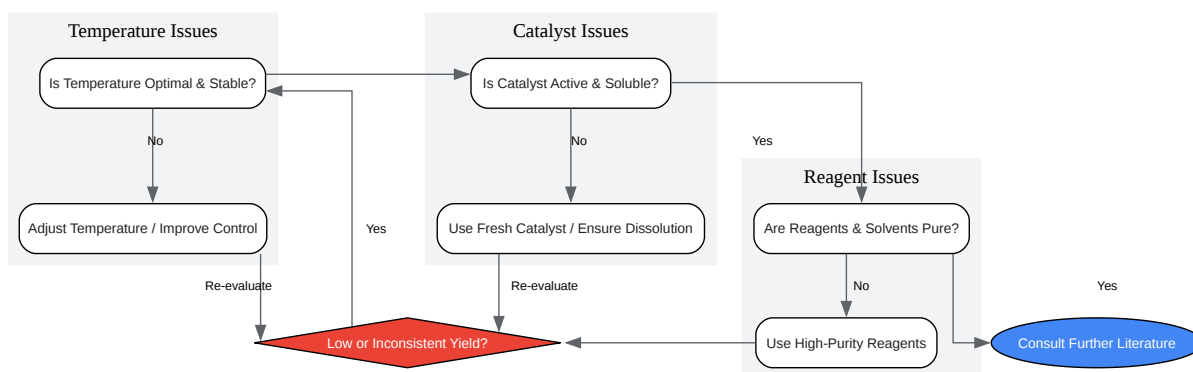 Temperature Issues
Catalyst Issues
Is Temperature Optimal & Stable?
Is Catalyst Active & Soluble?
No
No
Yes
Reagent Issues
Adjust Temperature / Improve Control
Yes
Use Fresh Catalyst / Ensure Dissolution
Are Reagents & Solvents Pure?
Re-evaluate
Re-evaluate
No
Yes
Low or Inconsistent Yield?
Use High-Purity Reagents
Consult Further Literature